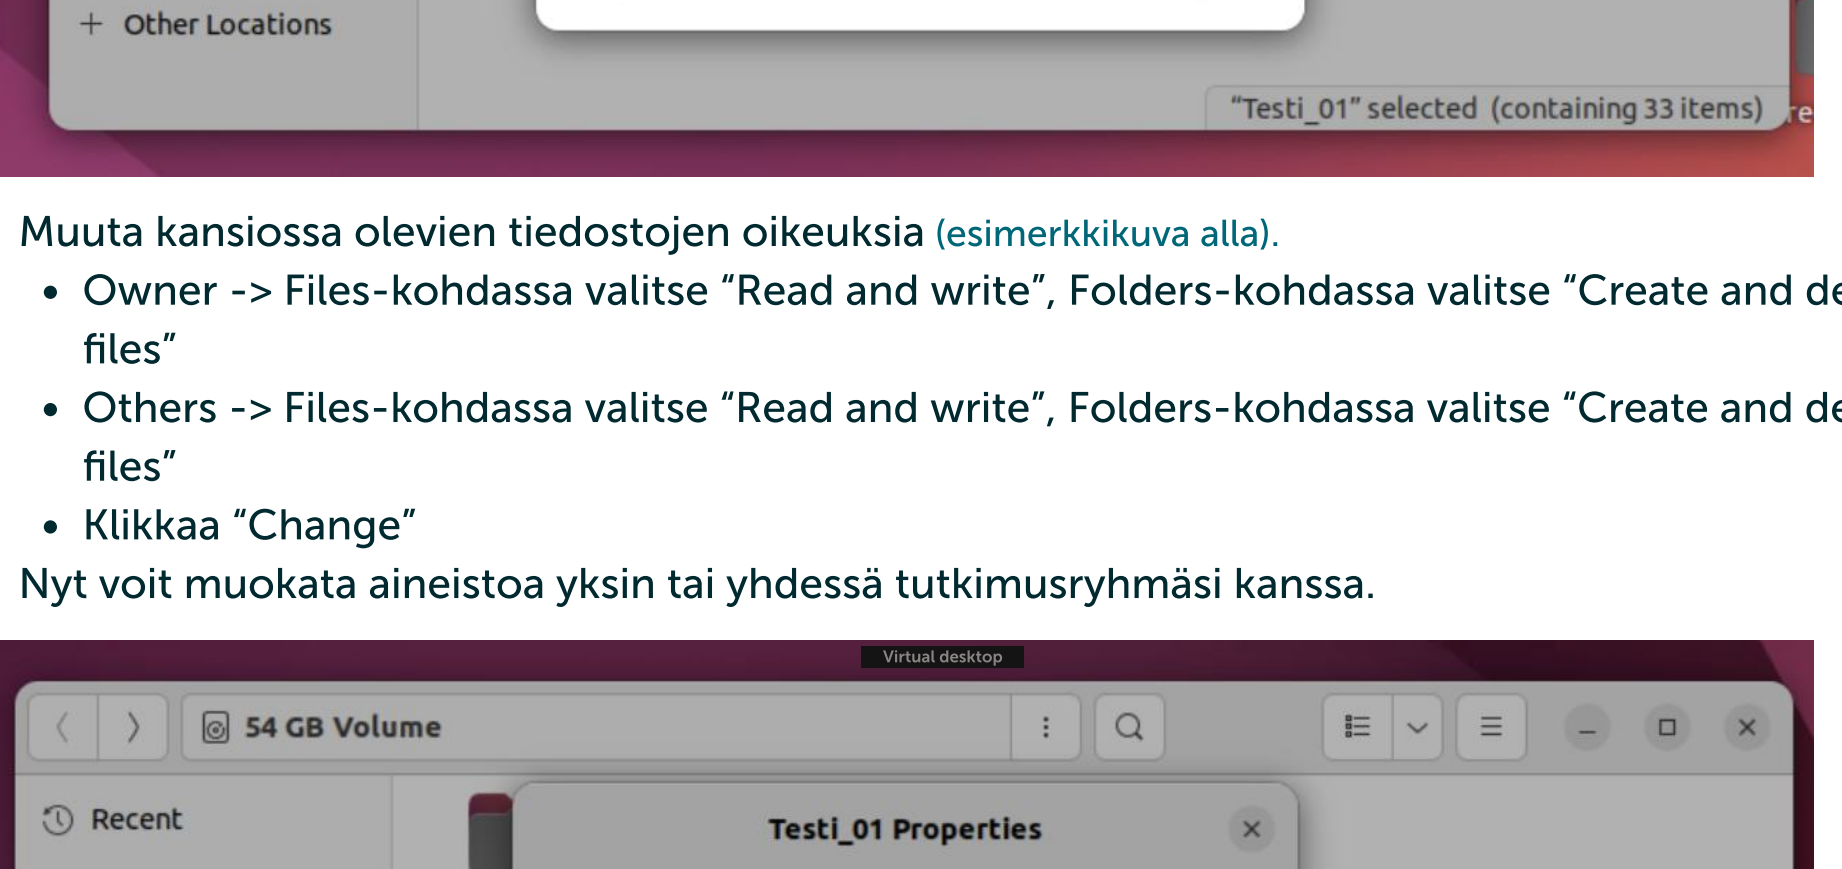 + Other Locations
“Testi_01” selected (containing 33 items)
re
Muuta kansiossa olevien tiedostojen oikeuksia (esimerkkikuva alla).
• Owner -> Files-kohdassa valitse “Read and write”, Folders-kohdassa valitse “Create and de
files”
• Others -> Files-kohdassa valitse “Read and write”, Folders-kohdassa valitse “Create and de
files”
• Klikkaa “Change”
Nyt voit muokata aineistoa yksin tai yhdessä tutkimusryhmäsi kanssa.
Virtual desktop
54 GB Volume
Recent
Testi_01 Properties